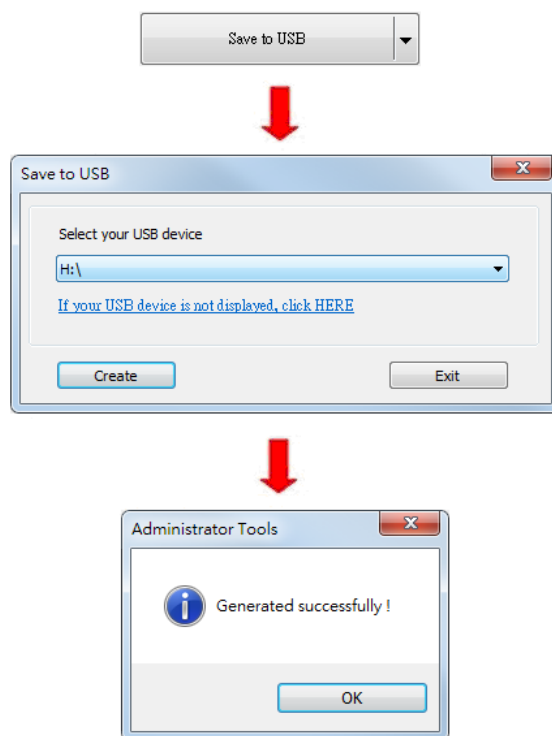 Save to USB
Save to USB
Select your USB device
H:\
If your USB device is not displayed, click HERE
Create Exit
Administrator Tools
Generated successfully !
OK